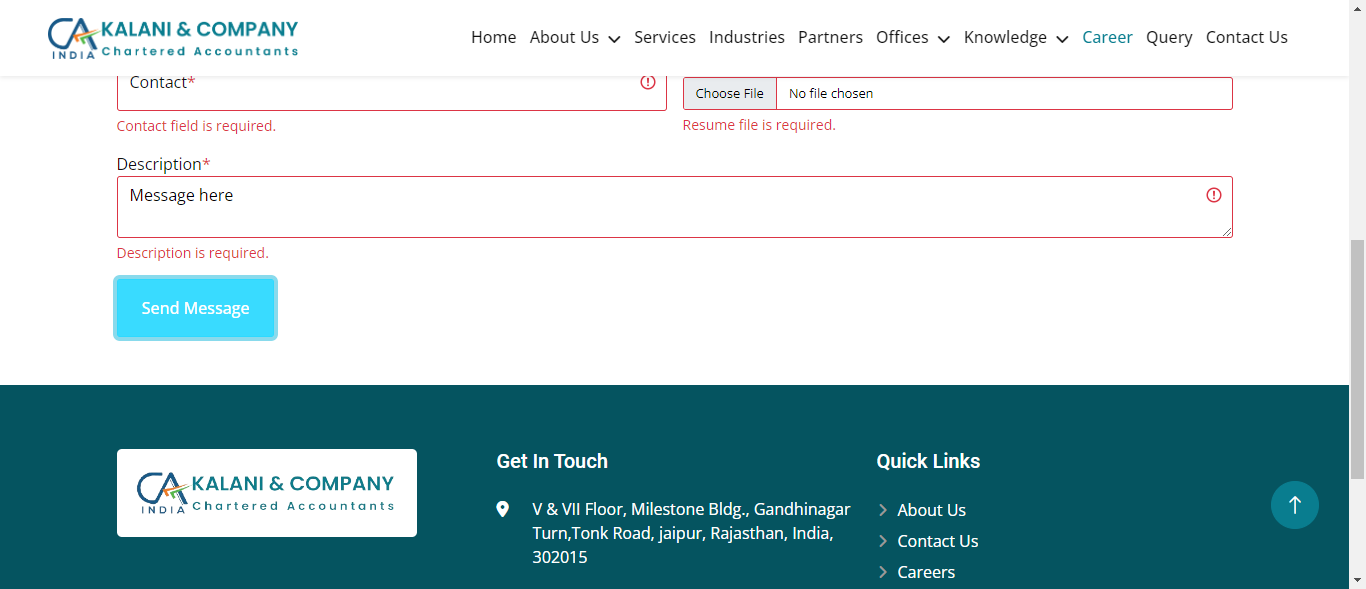 KALANI & COMPANY
Chartered Accountants
INDIA
Home About Us Services Industries Partners Offices Knowledge Career Query Contact Us
Contact*
Choose File No file chosen
Contact field is required.
Resume file is required.
Description*
Message here
Description is required.
Send Message
KALANI & COMPANY
Chartered Accountants
INDIA
Get In Touch
V & VII Floor, Milestone Bldg., Gandhinagar
Turn,Tonk Road, jaipur, Rajasthan, India,
302015
Quick Links
About Us
Contact Us
Careers